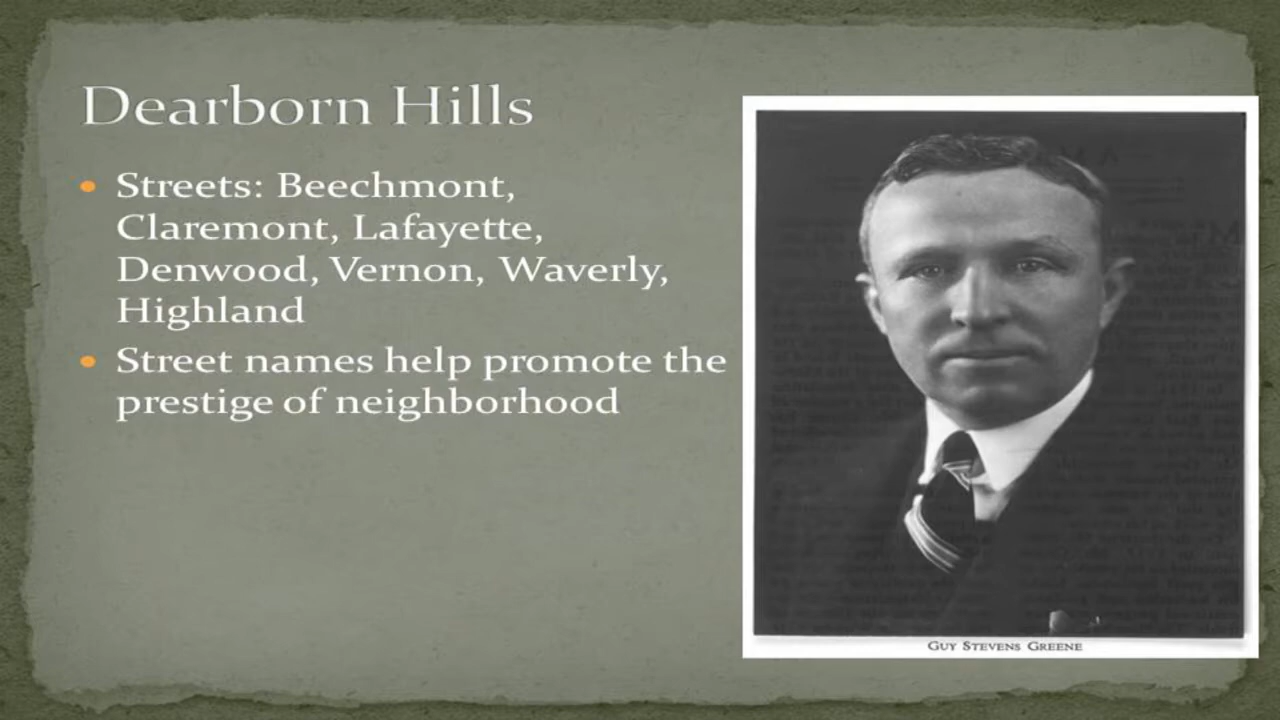 Dearborn Hills
Streets: Beechmont,
Claremont, Lafayette,
Denwood, Vernon, Waverly,
Highland
Street names help promote the
prestige of neighborhood
GUY STEVENS GREENE